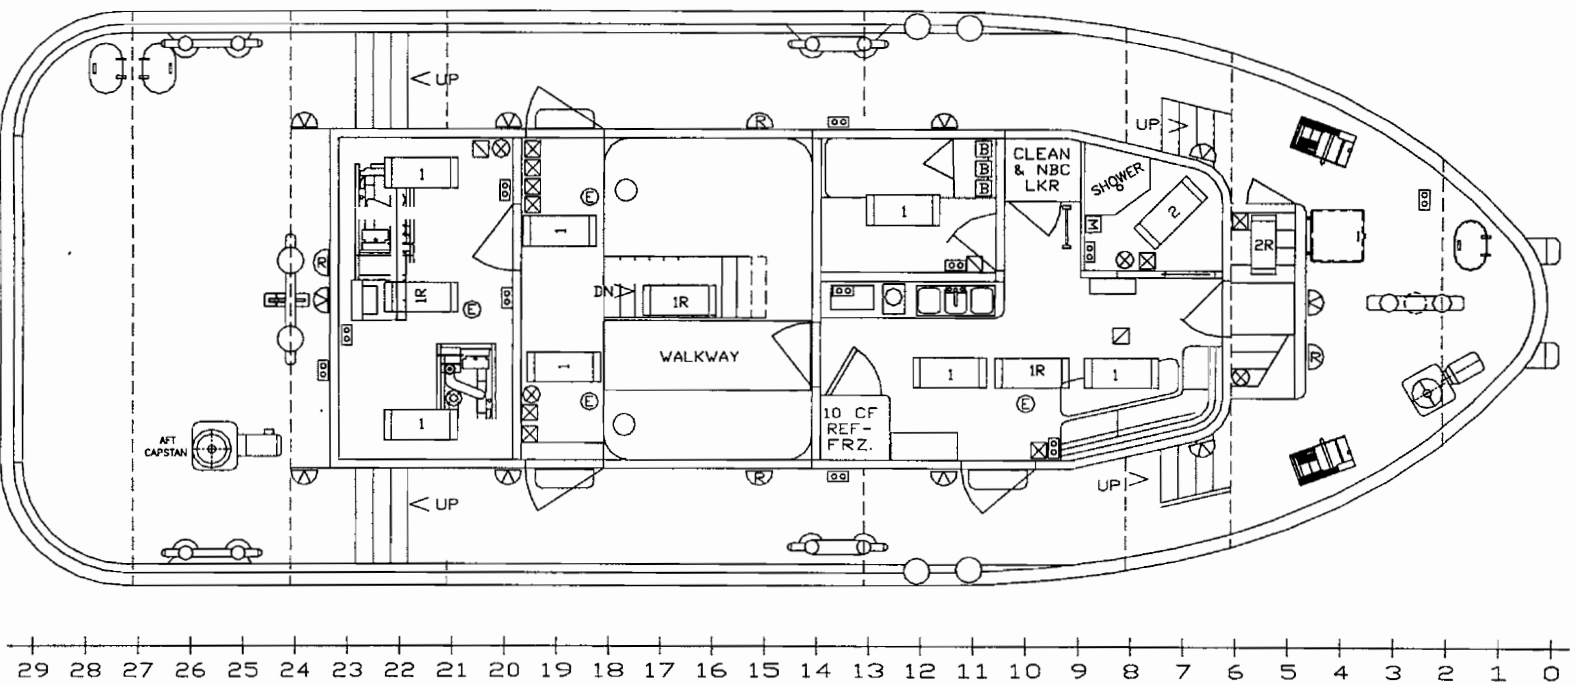 UP
UP
R
CLEAN
& NBC
LKR
SHOWER
B
B
B
1
E
1
1
2
M
2R
R
DN
1R
1R
E
WALKWAY
1
1
1R
1
R
E
E
10 CF
REF-
FRZ.
1
AFT
CAPSTAN
UP
R
UP
29 28 27 26 25 24 23 22 21 20 19 18 17 16 15 14 13 12 11 10 9 8 7 6 5 4 3 2 1 0